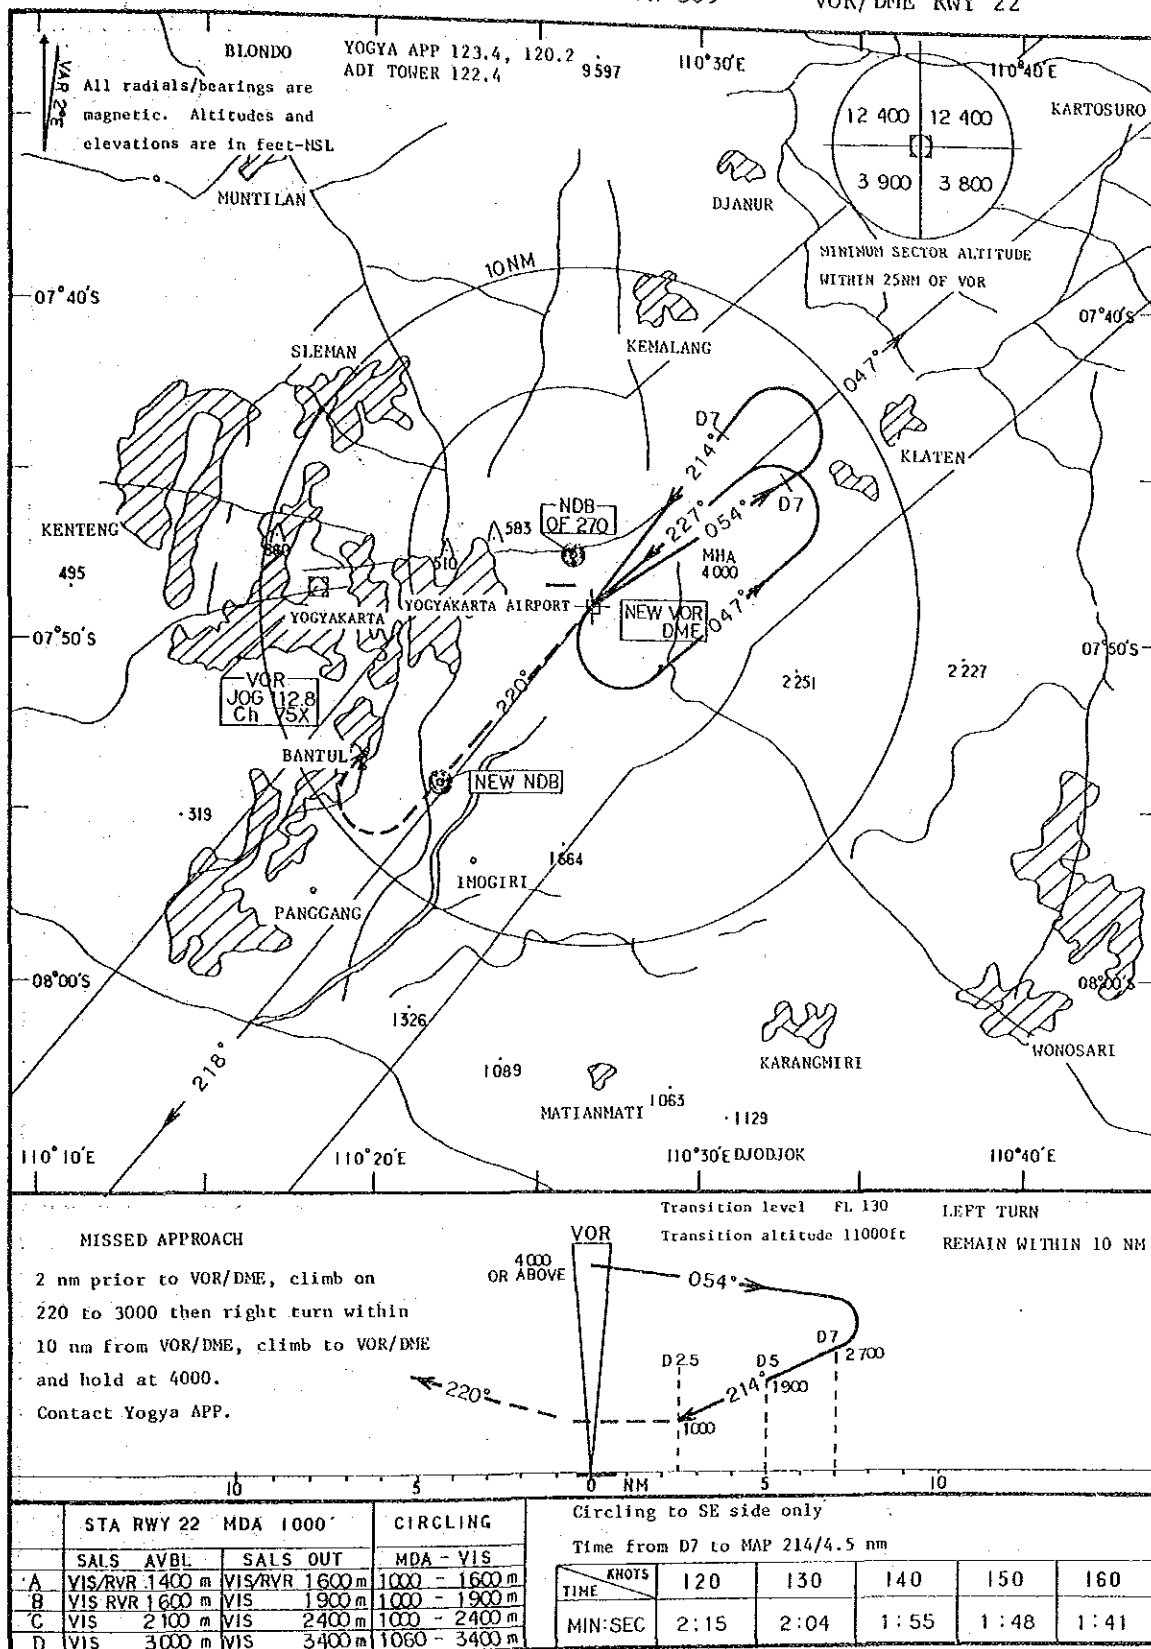 VOR/DME RWY 22
BLONDO
YOGYA APP 123.4, 120.2
ADI TOWER 122.4
9597
110°30'E
110°40'E
VAR 2°E
All radials/bearings are
magnetic. Altitudes and
elevations are in feet-MSL
12 400 12 400
3 900 3 800
KARTOSURO
MINIMUM SECTOR ALTITUDE
WITHIN 25NM OF VOR
MUNTILAN
DJANUR
10NM
07°40'S
07°40'S
SLEMAN
KEMALANG
047°
D7
214°
KLATEN
227°
054°
D7
KENTENG
495
NDB
OF 270
583
510
MHA
4000
YOGYAKARTA
YOGYAKARTA AIRPORT
NEW VOR
DME
047°
07°50'S
07°50'S
VOR
JOG 112.8
Ch 75X
220°
2251
2227
BANTUL
NEW NDB
319
1664
IMOGIRI
PANGGANG
08°00'S
08°00'S
1326
218°
1089
KARANGMIRI
WONOSARI
MATIANMATI
1063
1129
110°10'E
110°20'E
110°30'E DJODJOK
110°40'E
MISSED APPROACH
2 nm prior to VOR/DME, climb on
220 to 3000 then right turn within
10 nm from VOR/DME, climb to VOR/DME
and hold at 4000.
Contact Yogya APP.
Transition level FL 130
Transition altitude 11000ft
LEFT TURN
REMAIN WITHIN 10 NM
VOR
4000
OR ABOVE
054°
D7
2700
D2.5
D5
214°
1900
220°
1000
10 5 0 NM 5 10
STA RWY 22 MDA 1000' CIRCLING
SALS AVBL SALS OUT MDA - VIS
A VIS/RVR 1400 m VIS/RVR 1600 m 1000 - 1600 m
B VIS RVR 1600 m VIS 1900 m 1000 - 1900 m
C VIS 2100 m VIS 2400 m 1000 - 2400 m
D VIS 3000 m VIS 3400 m 1060 - 3400 m
Circling to SE side only
Time from D7 to MAP 214/4.5 nm
KNOTS
TIME 120 130 140 150 160
MIN:SEC 2:15 2:04 1:55 1:48 1:41